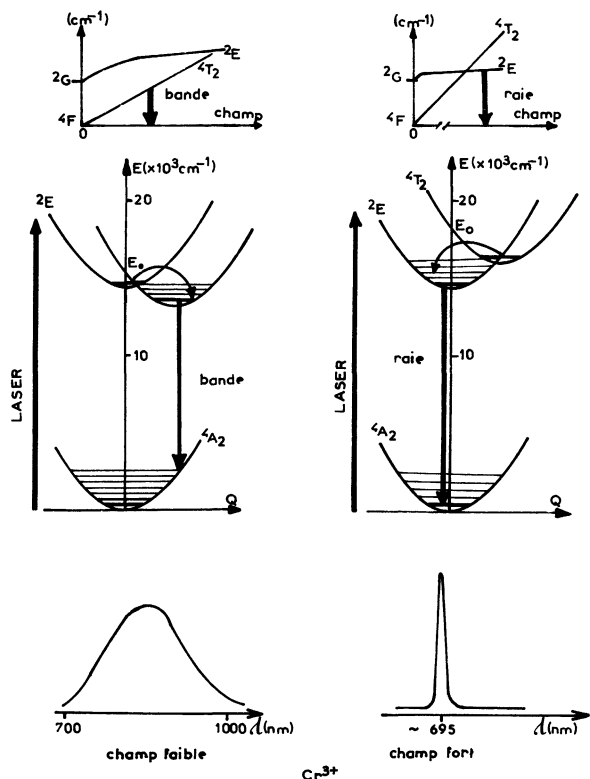 (cm⁻¹)
²E
²G
⁴T₂
bande
⁴F
champ
0
(cm⁻¹)
⁴T₂
²G
²E
raie
⁴F
champ
0
E(x10³cm⁻¹)
²E
20
E₀
10
bande
LASER
⁴A₂
Q
E(x10³cm⁻¹)
⁴T₂
²E
20
E₀
10
raie
LASER
⁴A₂
Q
700
1000 λ(nm)
champ faible
~ 695
λ(nm)
champ fort
Cr³⁺